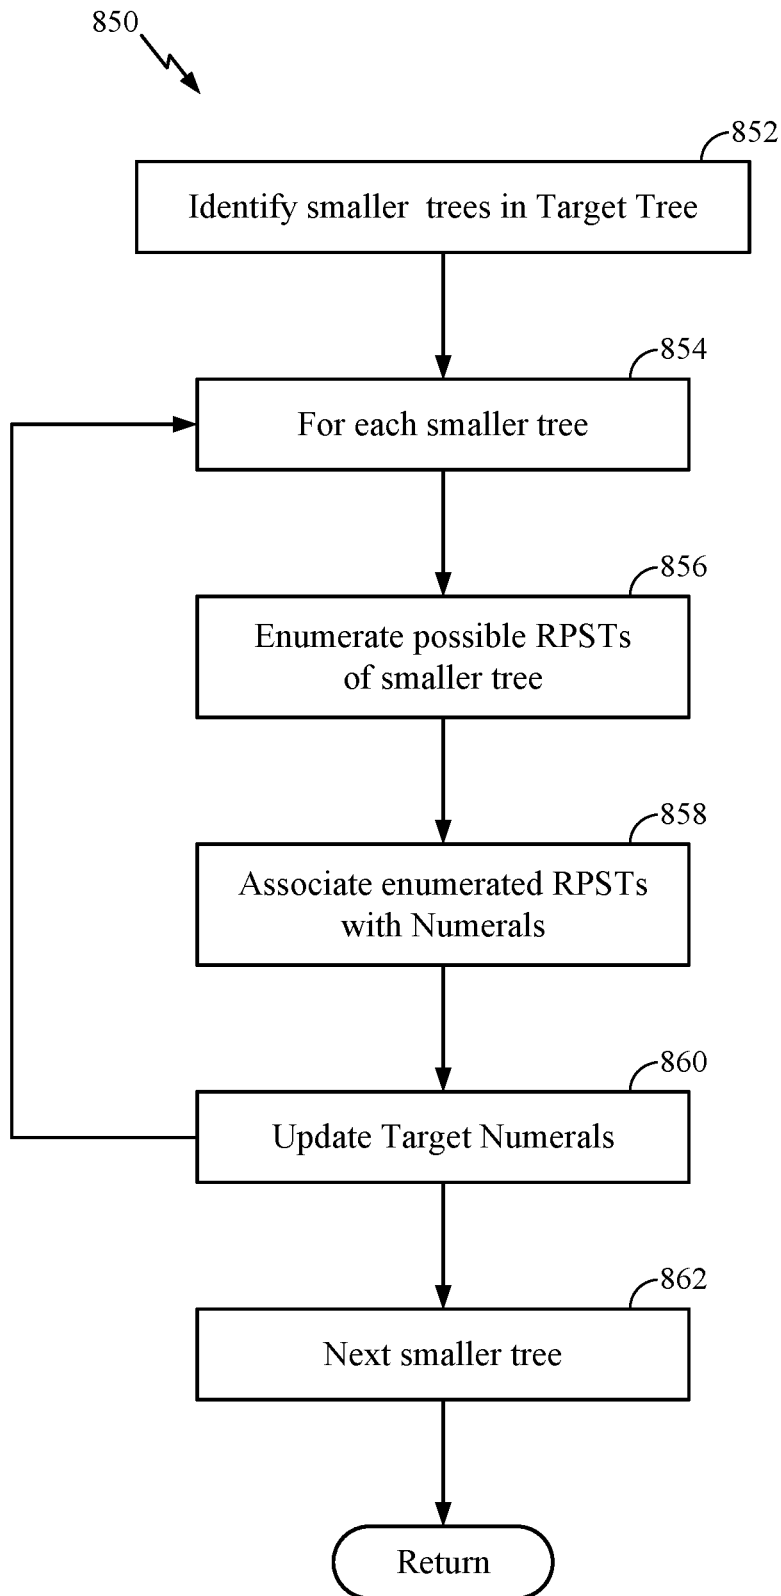 850
852
Identify smaller trees in Target Tree
854
For each smaller tree
856
Enumerate possible RPSTs
of smaller tree
858
Associate enumerated RPSTs
with Numerals
860
Update Target Numerals
862
Next smaller tree
Return